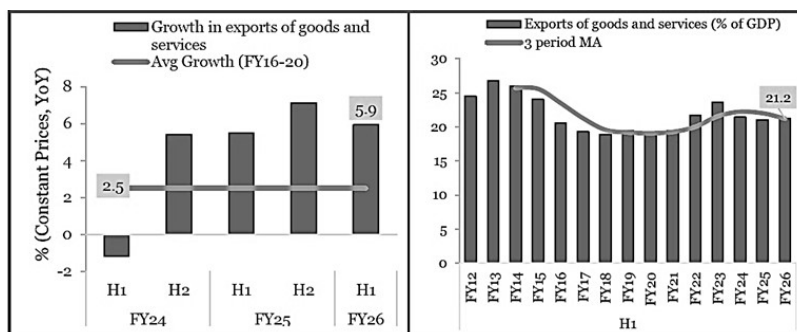 Growth in exports of goods and
services
Avg Growth (FY16-20)
% (Constant Prices, YoY)
8
6
4
2
0
-2
2.5
5.9
H1 H2 H1 H2 H1
FY24 FY25 FY26
Exports of goods and services (% of GDP)
3 period MA
30
25
20
15
10
5
0
21.2
FY12 FY13 FY14 FY15 FY16 FY17 FY18 FY19 FY20 FY21 FY22 FY23 FY24 FY25 FY26
H1